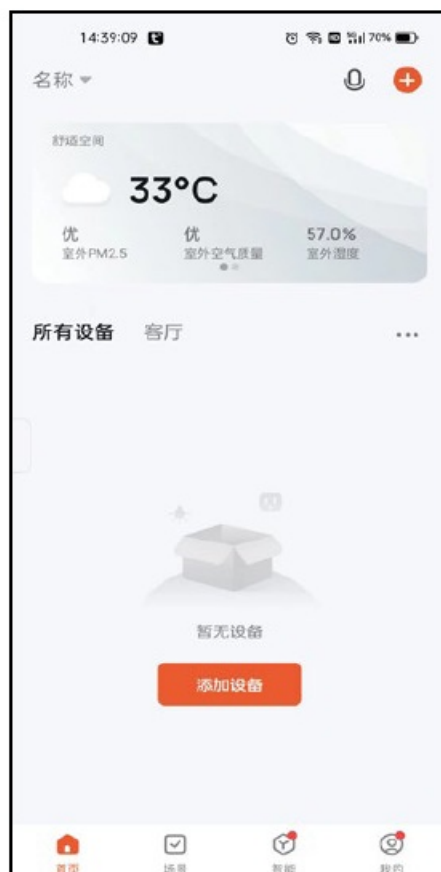 14:39:09 HD 5G 70%
名称
舒适空间
33°C
优 优 57.0%
室外PM2.5 室外空气质量 室外湿度
所有设备 客厅
暂无设备
添加设备
首页 场景 智能 我的